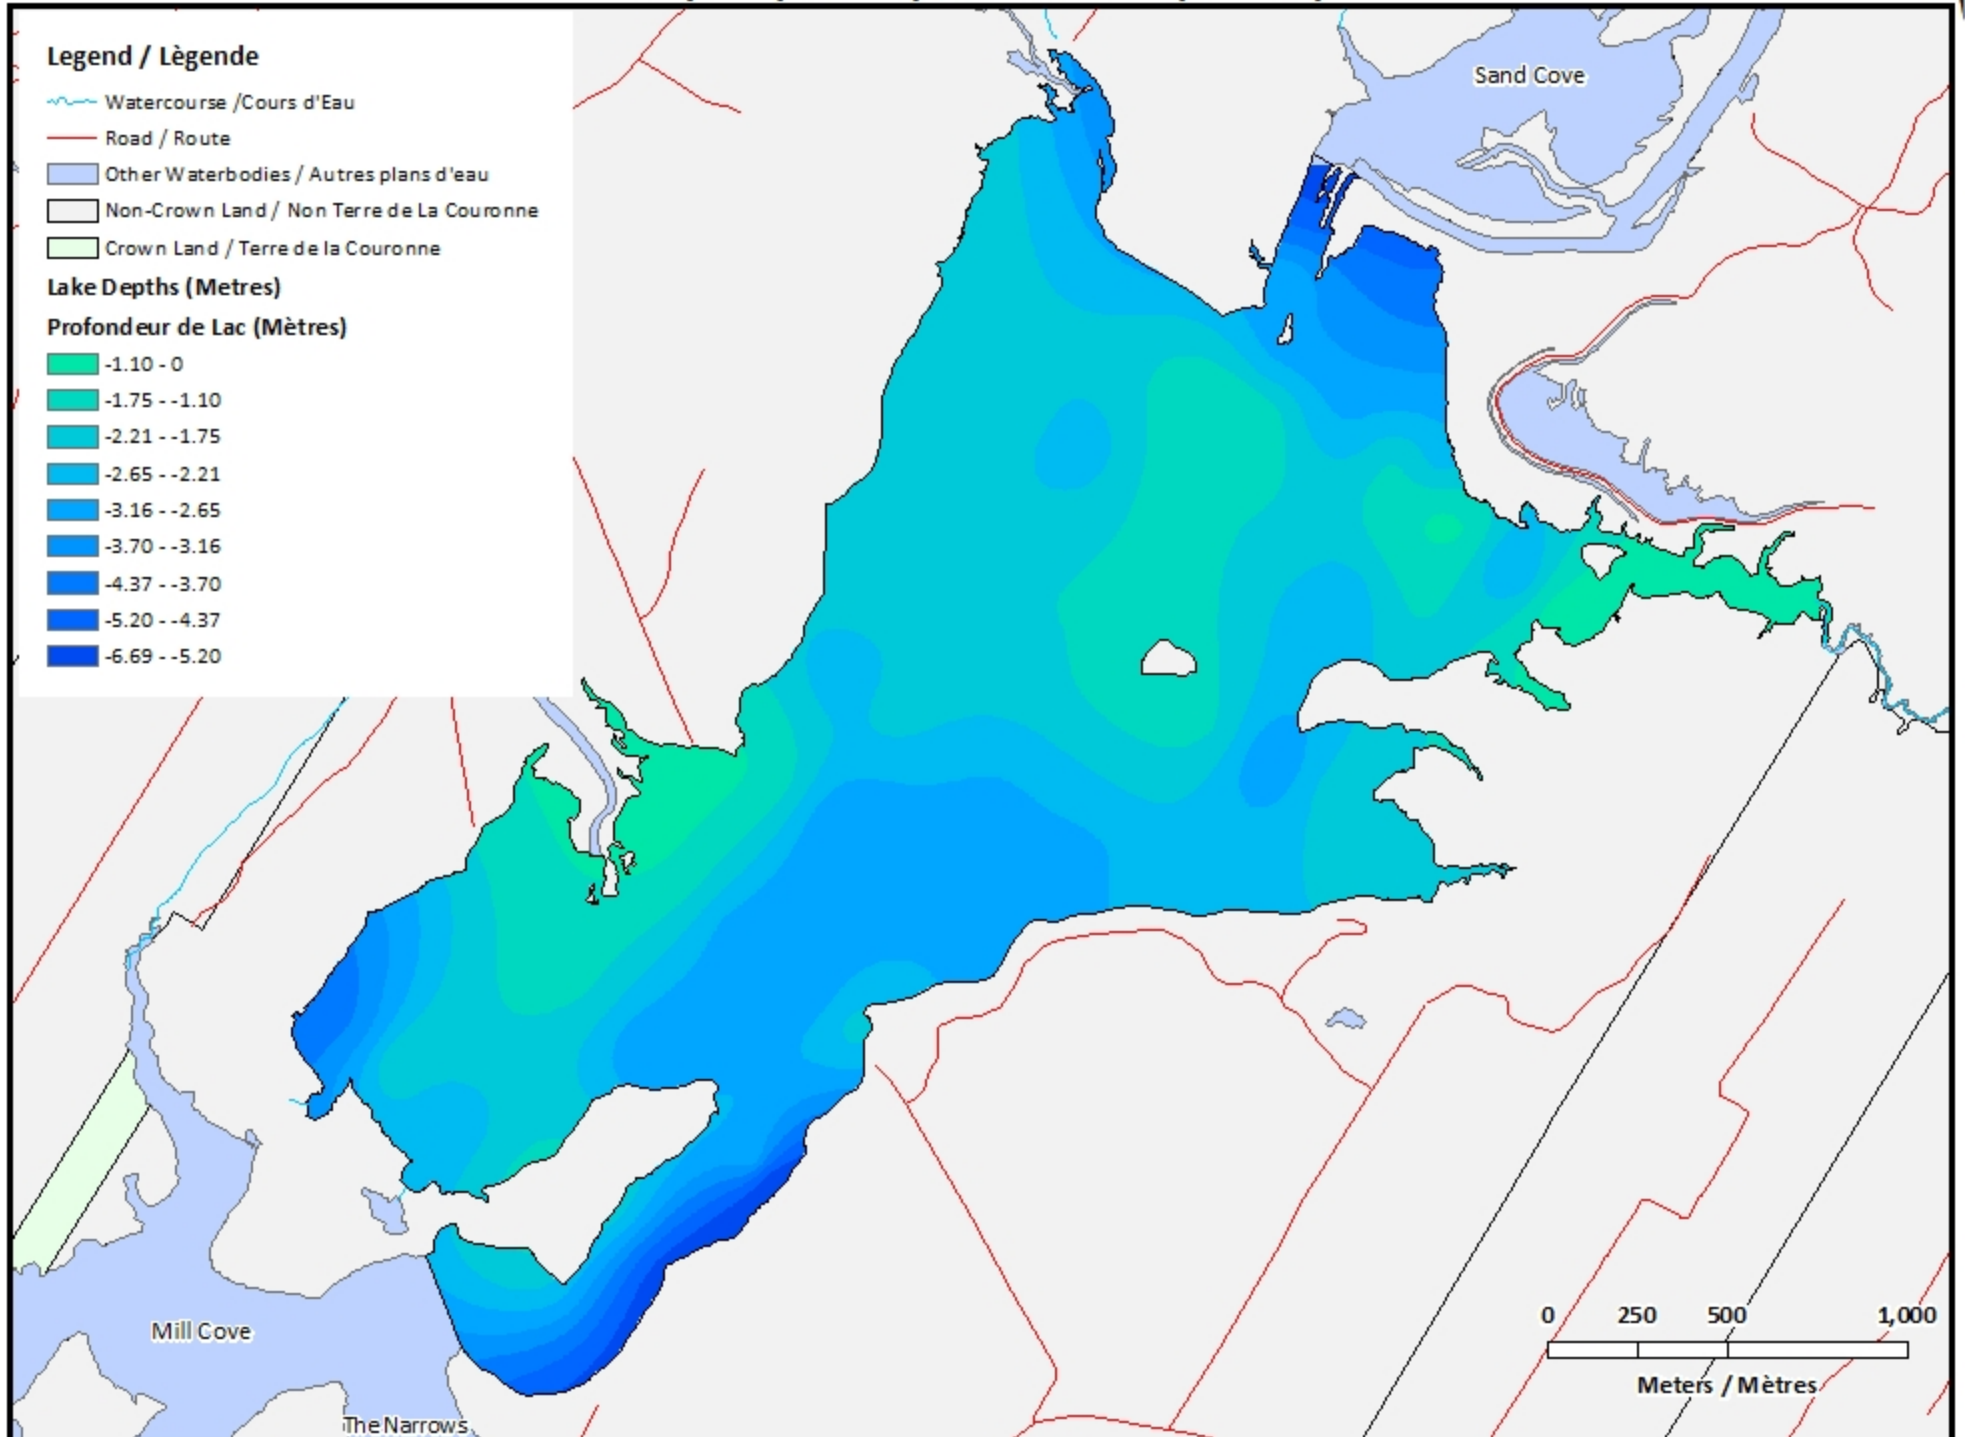 Legend / Lègende
Watercourse /Cours d'Eau
Road / Route
Other Waterbodies / Autres plans d'eau
Non-Crown Land / Non Terre de La Couronne
Crown Land / Terre de la Couronne
Lake Depths (Metres)
Profondeur de Lac (Mètres)
-1.10 - 0
-1.75 - -1.10
-2.21 - -1.75
-2.65 - -2.21
-3.16 - -2.65
-3.70 - -3.16
-4.37 - -3.70
-5.20 - -4.37
-6.69 - -5.20
Sand Cove
Mill Cove
The Narrows
0 250 500 1,000
Meters / Mètres